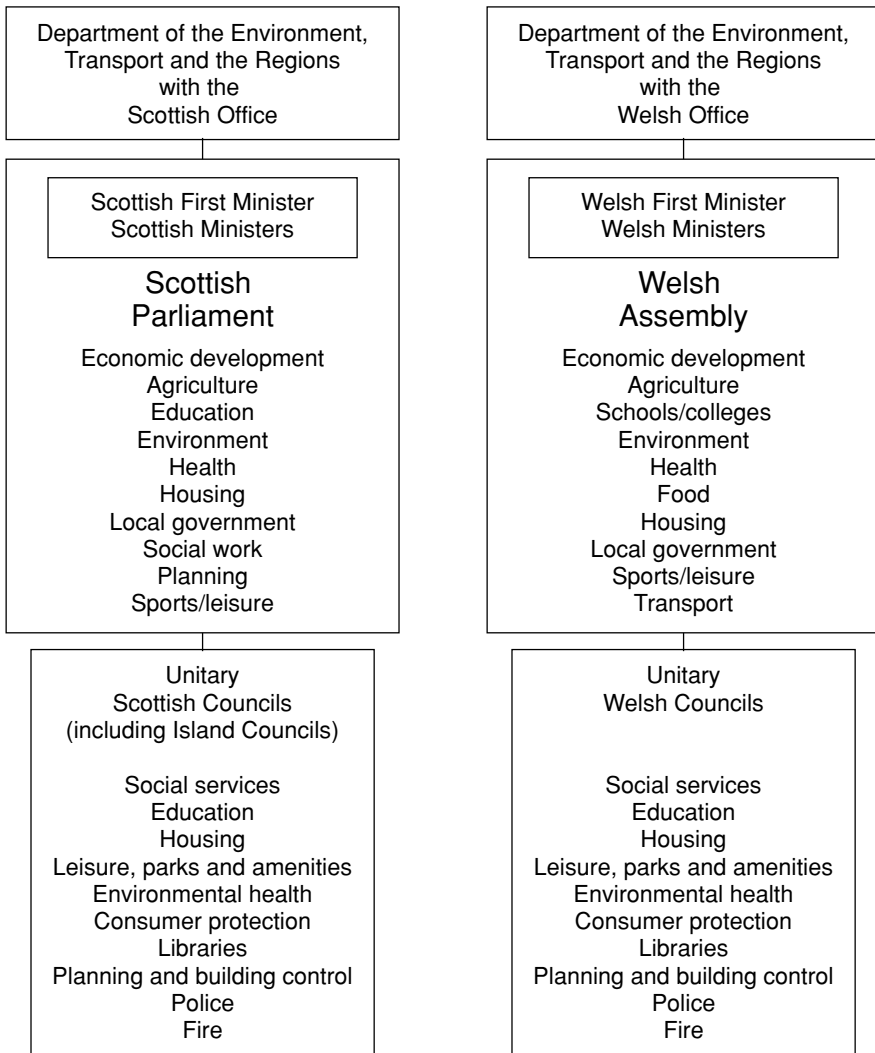 Department of the Environment,
Transport and the Regions
with the
Scottish Office
Scottish First Minister
Scottish Ministers
Scottish
Parliament
Economic development
Agriculture
Education
Environment
Health
Housing
Local government
Social work
Planning
Sports/leisure
Unitary
Scottish Councils
(including Island Councils)
Social services
Education
Housing
Leisure, parks and amenities
Environmental health
Consumer protection
Libraries
Planning and building control
Police
Fire
Department of the Environment,
Transport and the Regions
with the
Welsh Office
Welsh First Minister
Welsh Ministers
Welsh
Assembly
Economic development
Agriculture
Schools/colleges
Environment
Health
Food
Housing
Local government
Sports/leisure
Transport
Unitary
Welsh Councils
Social services
Education
Housing
Leisure, parks and amenities
Environmental health
Consumer protection
Libraries
Planning and building control
Police
Fire